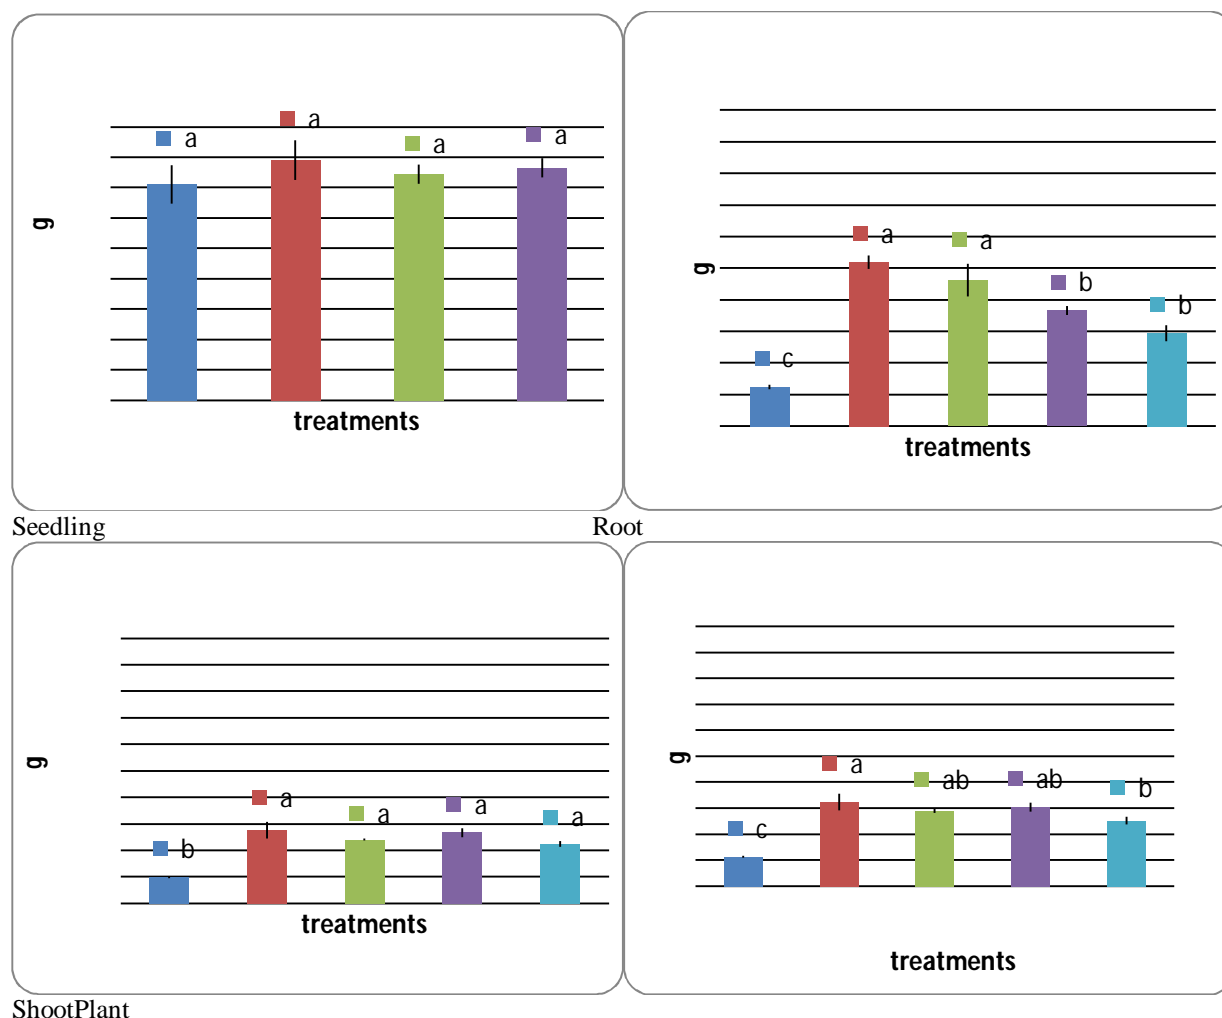 a a a a
g
treatments
a a b b c
g
treatments
Seedling Root
b a a a a
g
treatments
c a ab ab b
g
treatments
ShootPlant